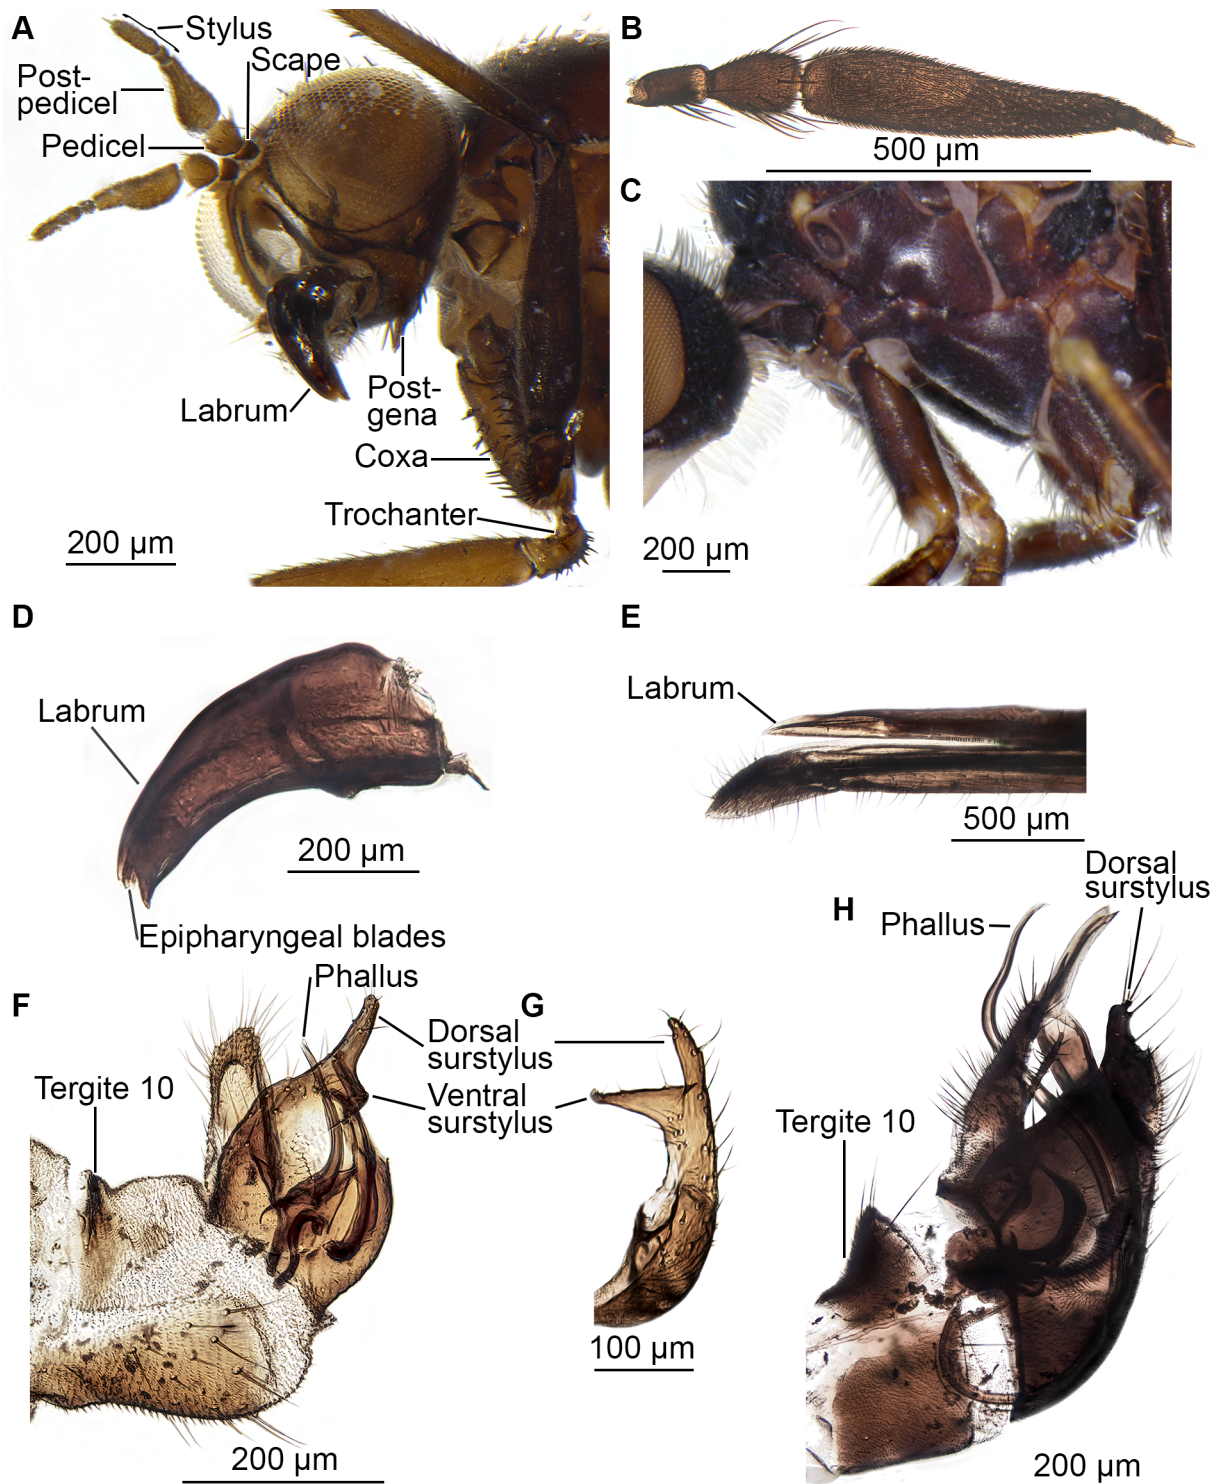 A
Stylus
Scape
Post-
pedicel
Pedicel
Labrum
Post-
gena
Coxa
Trochanter
200 µm
B
500 µm
C
200 µm
D
Labrum
200 µm
Epipharyngeal blades
E
Labrum
500 µm
F
Phallus
Dorsal
surstylus
Ventral
surstylus
Tergite 10
200 µm
G
100 µm
H
Phallus
Dorsal
surstylus
Tergite 10
200 µm